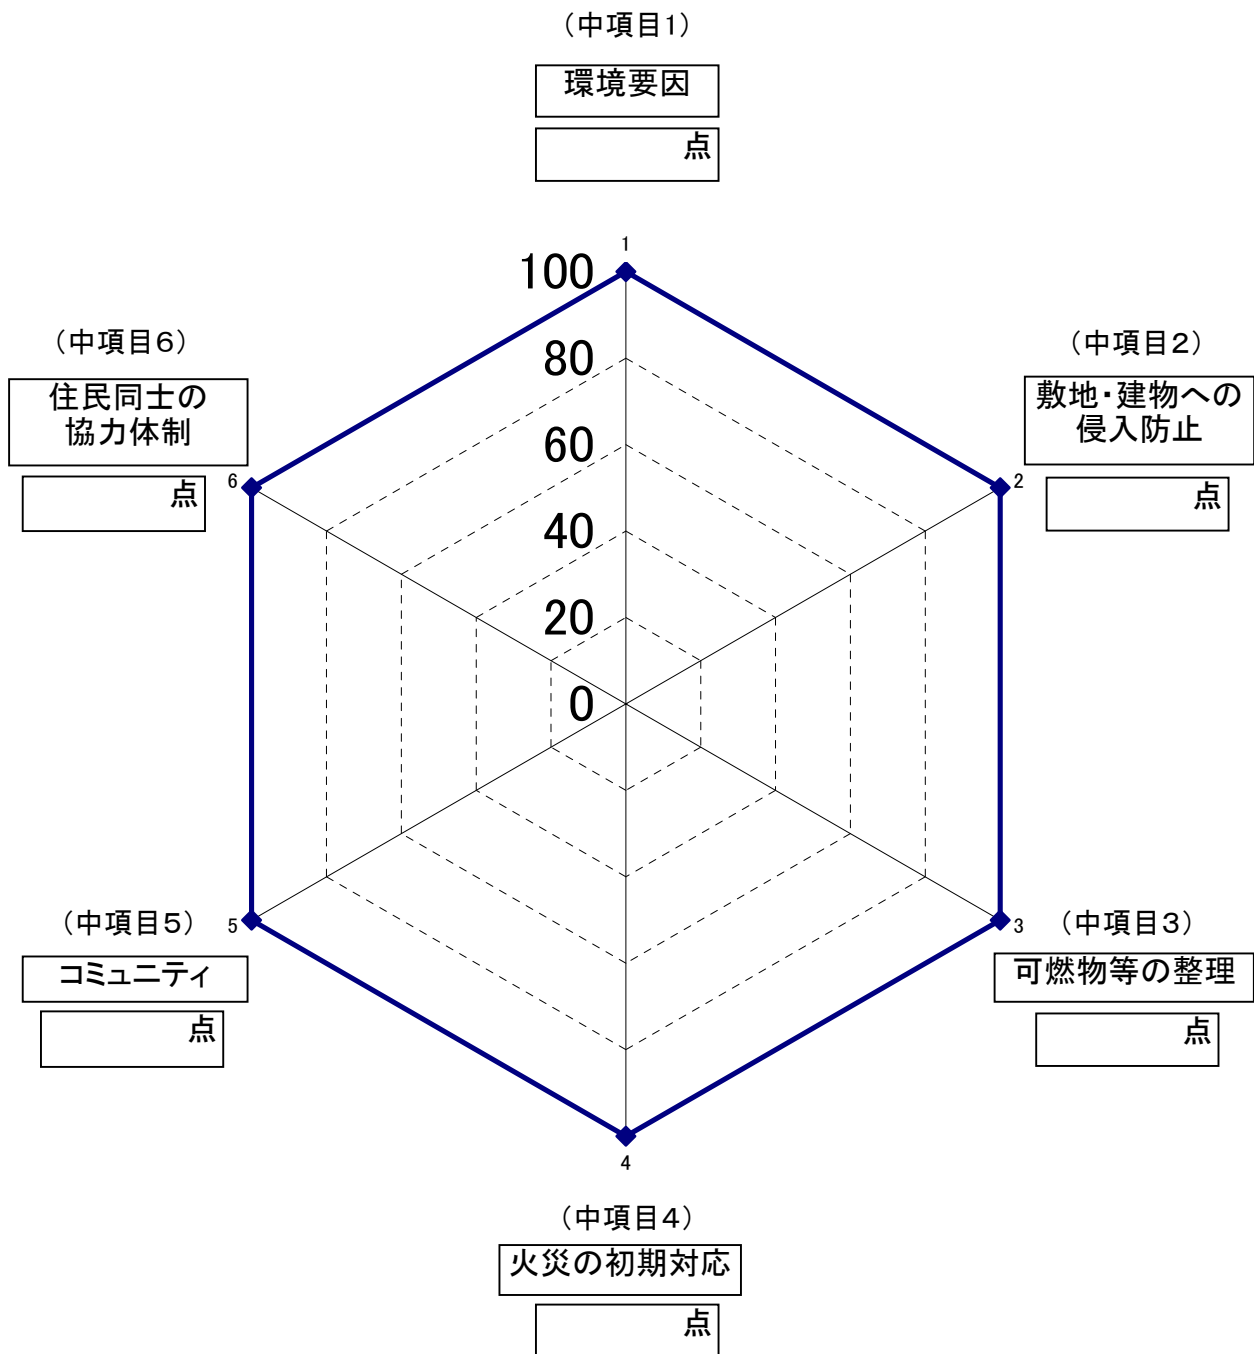 （中項目1）
環境要因
点
1
100
80
60
40
20
0
（中項目2）
敷地・建物への
侵入防止
点
2
（中項目3）
可燃物等の整理
点
3
（中項目4）
火災の初期対応
点
4
（中項目5）
コミュニティ
点
5
（中項目6）
住民同士の
協力体制
点
6